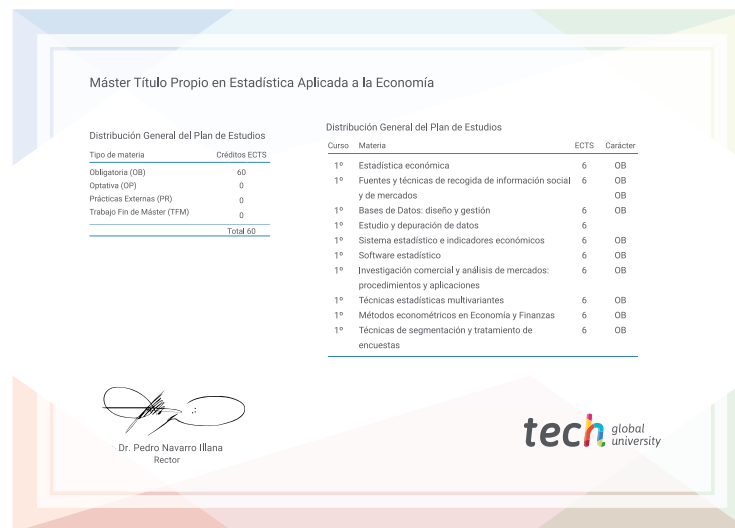 Máster Título Propio en Estadística Aplicada a la Economía
Distribución General del Plan de Estudios
Tipo de materia Créditos ECTS
Obligatoria (OB) 60
Optativa (OP) 0
Prácticas Externas (PR) 0
Trabajo Fin de Máster (TFM) 0
Total 60
Distribución General del Plan de Estudios
Curso Materia ECTS Carácter
1º Estadística económica 6 OB
1º Fuentes y técnicas de recogida de información social 6 OB
y de mercados OB
1º Bases de Datos: diseño y gestión 6 OB
1º Estudio y depuración de datos 6
1º Sistema estadístico e indicadores económicos 6 OB
1º Software estadístico 6 OB
1º Investigación comercial y análisis de mercados: 6 OB
procedimientos y aplicaciones
1º Técnicas estadísticas multivariantes 6 OB
1º Métodos econométricos en Economía y Finanzas 6 OB
1º Técnicas de segmentación y tratamiento de 6 OB
encuestas
Dr. Pedro Navarro Illana
Rector
tech global
university